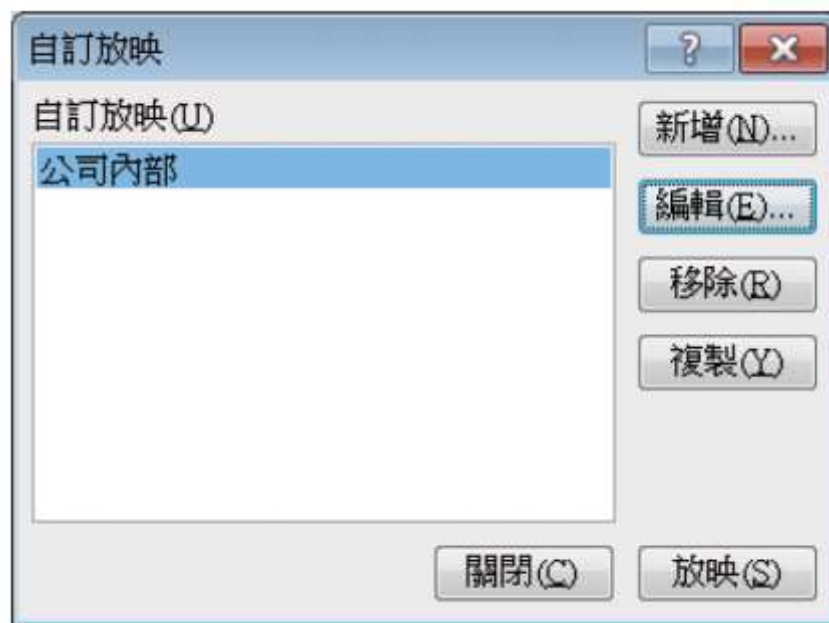 自訂放映
自訂放映(U)
公司內部
新增(N)...
編輯(E)...
移除(R)
複製(Y)
關閉(C)
放映(S)